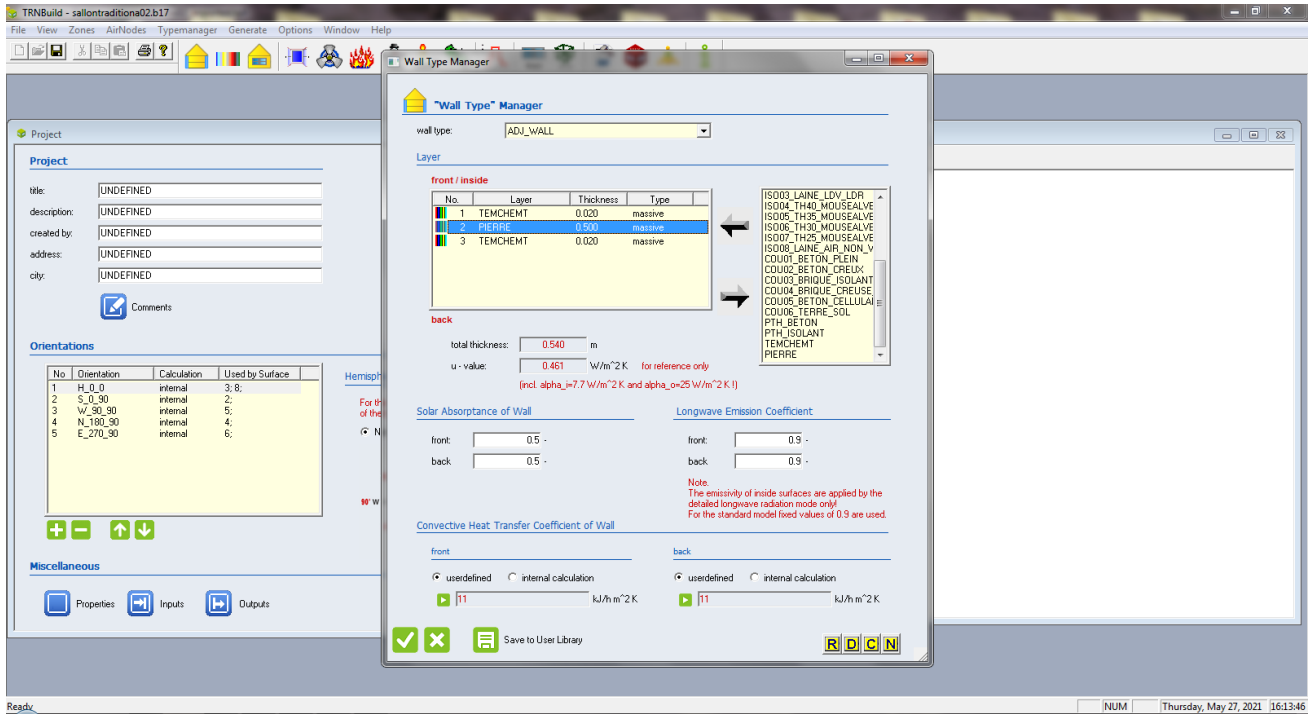 TRNBuild - sallontraditiona02.b17
File View Zones AirNodes Typemanager Generate Options Window Help
Project
Project
title: UNDEFINED
description: UNDEFINED
created by: UNDEFINED
address: UNDEFINED
city: UNDEFINED
Comments
Orientations
No Orientation Calculation Used by Surface
1 H_0_0 internal 3; 8;
2 S_0_90 internal 2;
3 W_90_90 internal 5;
4 N_180_90 internal 4;
5 E_270_90 internal 6;
Hemisph
For th
of the
N
90° W
Miscellaneous
Properties Inputs Outputs
Wall Type Manager
"Wall Type" Manager
wall type: ADJ_WALL
Layer
front / inside
No. Layer Thickness Type
1 TEMCHEMT 0.020 massive
2 PIERRE 0.500 massive
3 TEMCHEMT 0.020 massive
back
ISO03_LAINE_LDV_LDR
ISO04_TH40_MOUSEALVE
ISO05_TH35_MOUSEALVE
ISO06_TH30_MOUSEALVE
ISO07_TH25_MOUSEALVE
ISO08_LAINE_AIR_NON_V
COU01_BETON_PLEIN
COU02_BETON_CREUX
COU03_BRIQUE_ISOLANT
COU04_BRIQUE_CREUSE_
COU05_BETON_CELLULAI
COU06_TERRE_SOL
PTH_BETON
PTH_ISOLANT
TEMCHEMT
PIERRE
total thickness: 0.540 m
u - value: 0.461 W/m^2 K for reference only
(incl. alpha_i=7.7 W/m^2 K and alpha_o=25 W/m^2 K !)
Solar Absorptance of Wall
front: 0.5 -
back 0.5 -
Longwave Emission Coefficient
front: 0.9 -
back 0.9 -
Note.
The emissivity of inside surfaces are applied by the
detailed longwave radiation mode only!
For the standard model fixed values of 0.9 are used.
Convective Heat Transfer Coefficient of Wall
front
userdefined internal calculation
11 kJ/h m^2 K
back
userdefined internal calculation
11 kJ/h m^2 K
Save to User Library
R D C N
Ready
NUM Thursday, May 27, 2021 16:13:46